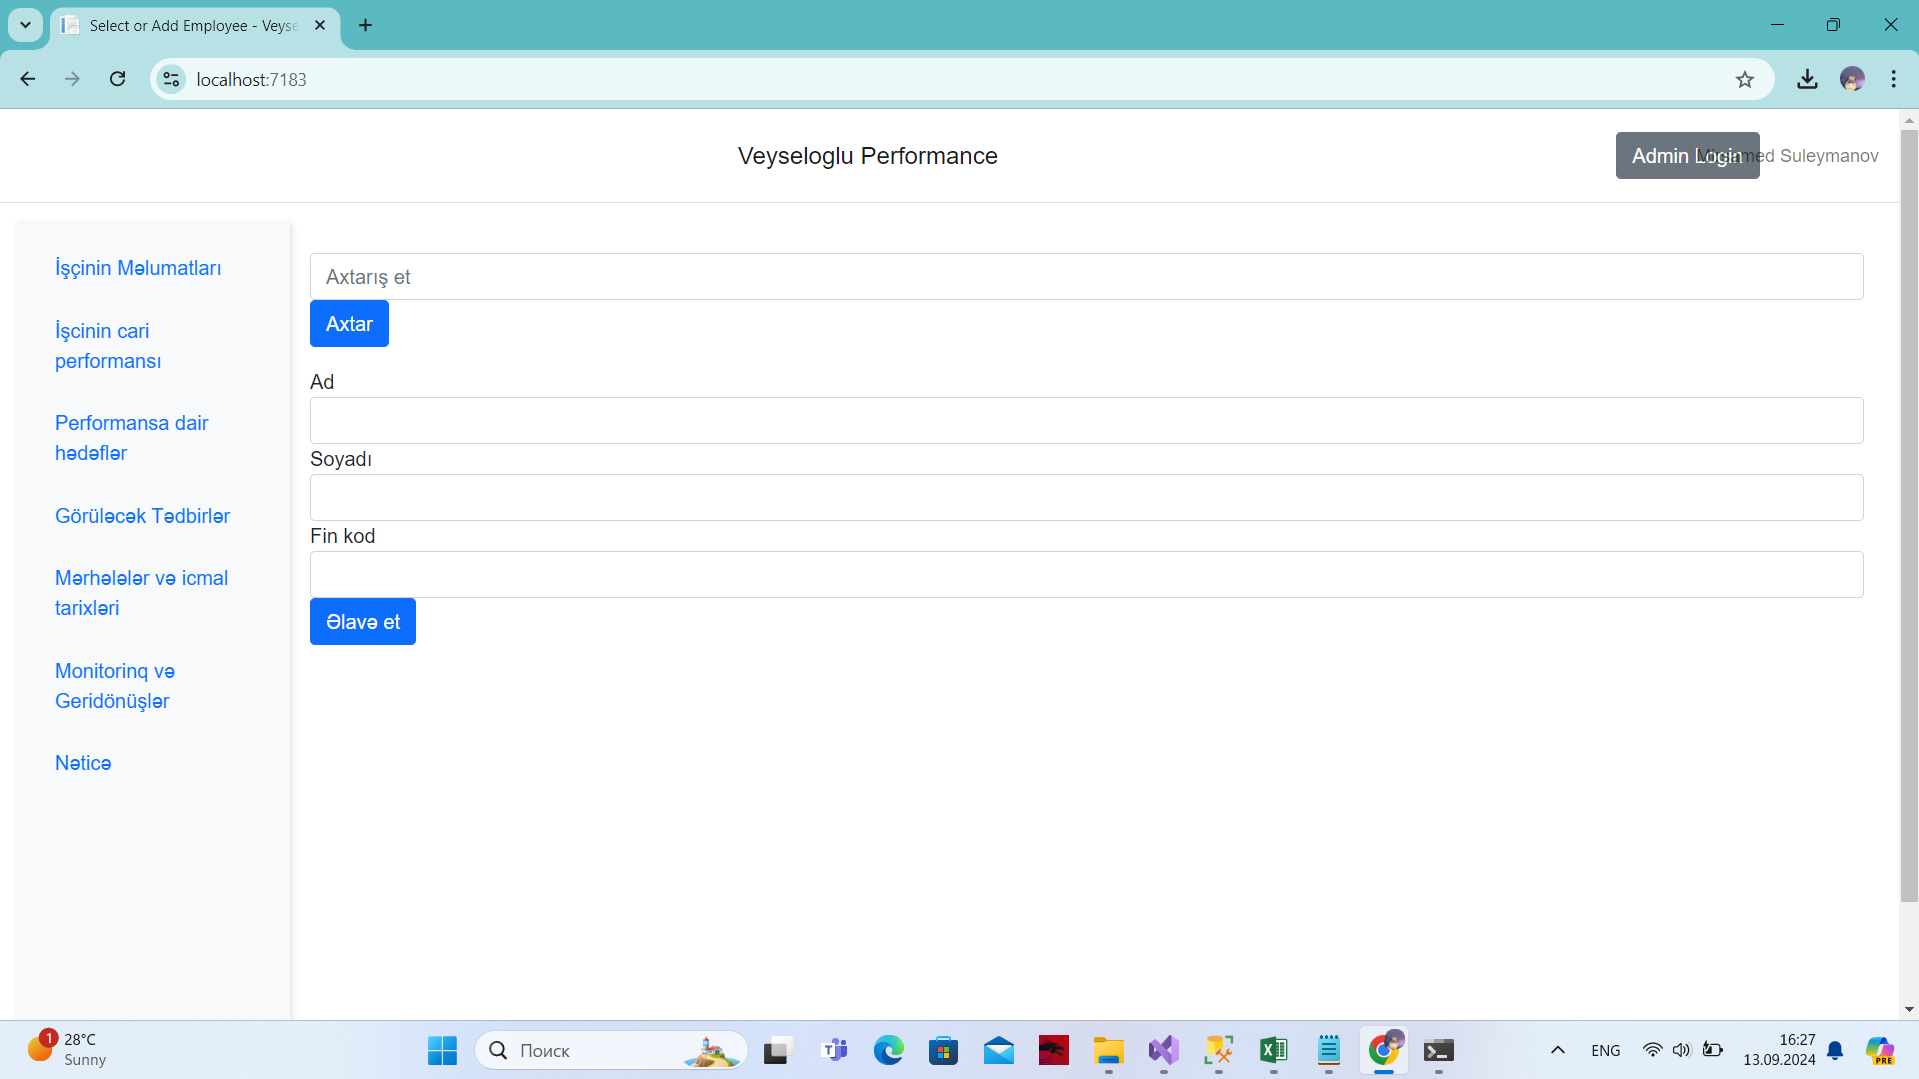 Select or Add Employee - Veyse
localhost:7183
Veyseloglu Performance
Admin Login
Suleymanov
İşçinin Məlumatları
İşcinin cari
performansı
Performansa dair
hədəflər
Görüləcək Tədbirlər
Mərhələlər və icmal
tarixləri
Monitorinq və
Geridönüşlər
Nəticə
Axtarış et
Axtar
Ad
Soyadı
Fin kod
Əlavə et
1
28°C
Sunny
Поиск
ENG
16:27
13.09.2024
PRE